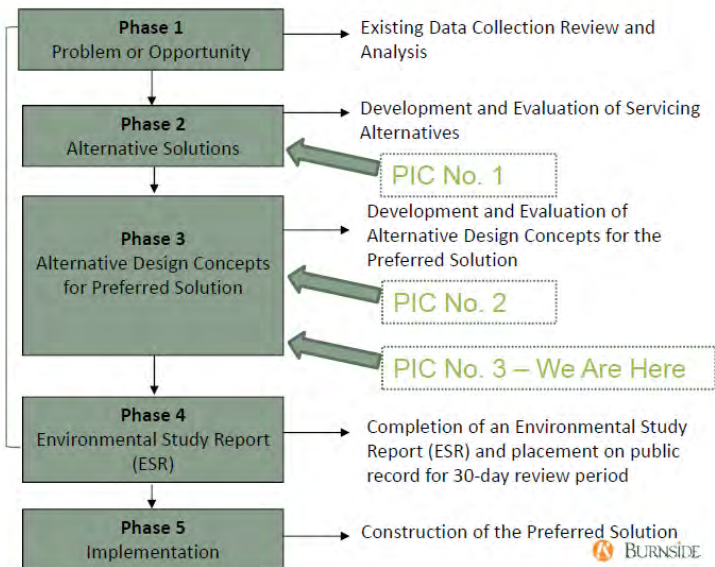 Phase 1
Problem or Opportunity
Existing Data Collection Review and
Analysis
Phase 2
Alternative Solutions
Development and Evaluation of Servicing
Alternatives
PIC No. 1
Phase 3
Alternative Design Concepts
for Preferred Solution
Development and Evaluation of
Alternative Design Concepts for the
Preferred Solution
PIC No. 2
PIC No. 3 – We Are Here
Phase 4
Environmental Study Report
(ESR)
Completion of an Environmental Study
Report (ESR) and placement on public
record for 30-day review period
Phase 5
Implementation
Construction of the Preferred Solution
BURNSIDE